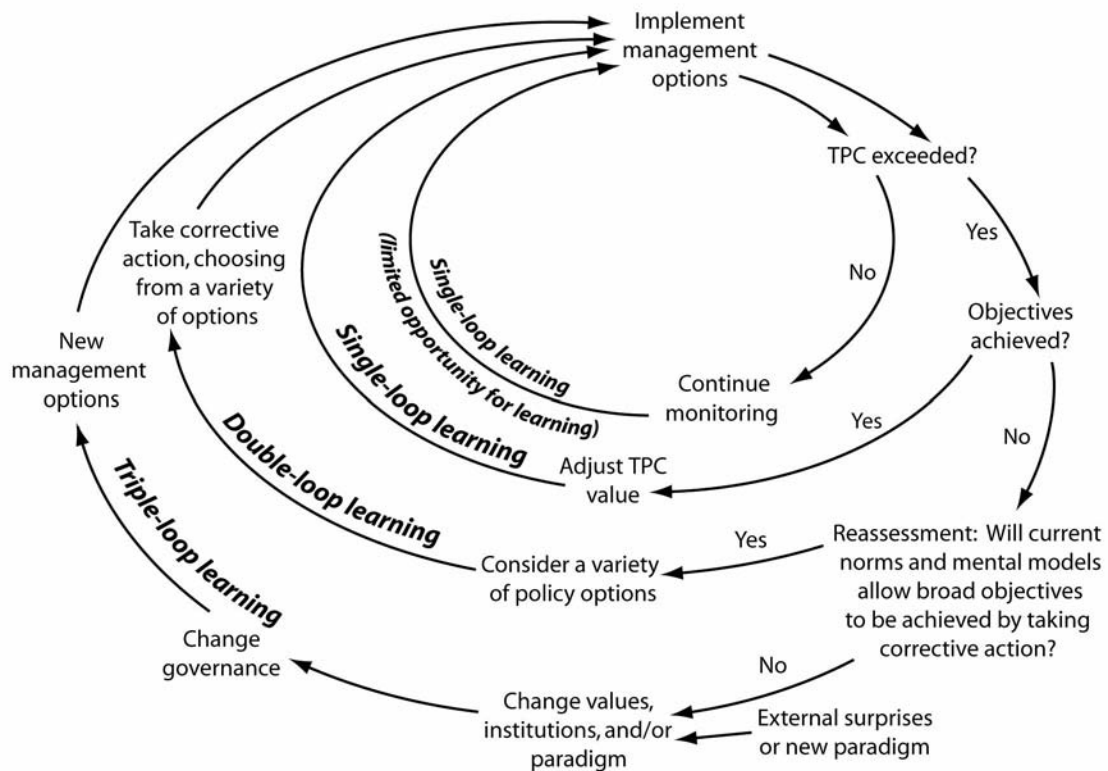 Implement
management
options
TPC exceeded?
Yes
No
Objectives
achieved?
Continue
monitoring
Single-loop learning
(limited opportunity for learning)
Yes
No
Adjust TPC
value
Single-loop learning
Reassessment: Will current
norms and mental models
allow broad objectives
to be achieved by taking
corrective action?
Yes
Consider a variety
of policy options
Double-loop learning
Take corrective
action, choosing
from a variety
of options
No
Change values,
institutions, and/or
paradigm
External surprises
or new paradigm
Change
governance
Triple-loop learning
New
management
options